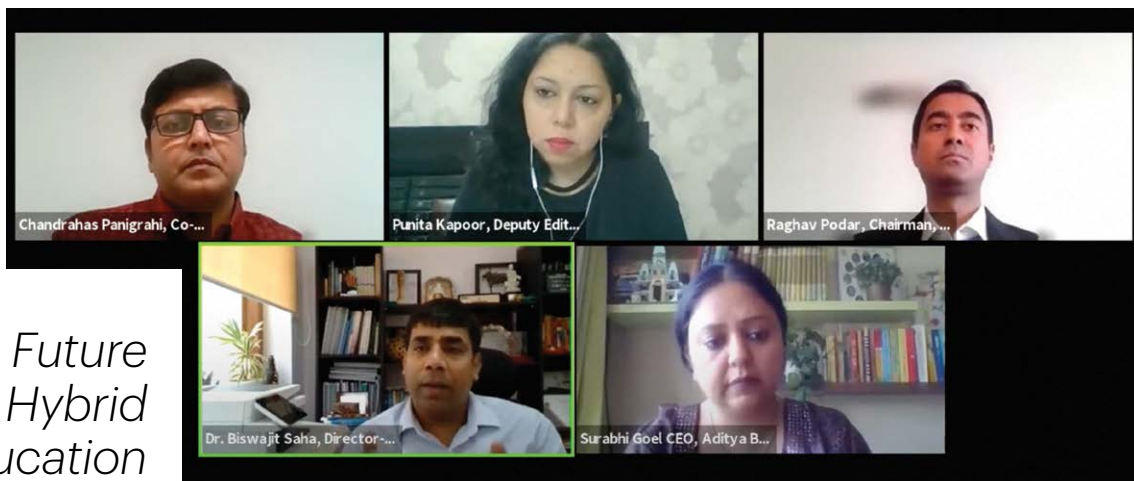 Chandrahas Panigrahi, Co-...
Punita Kapoor, Deputy Edit...
Raghav Podar, Chairman, ...
Dr. Biswajit Saha, Director-...
Surabhi Goel CEO, Aditya B...
Future
Hybrid